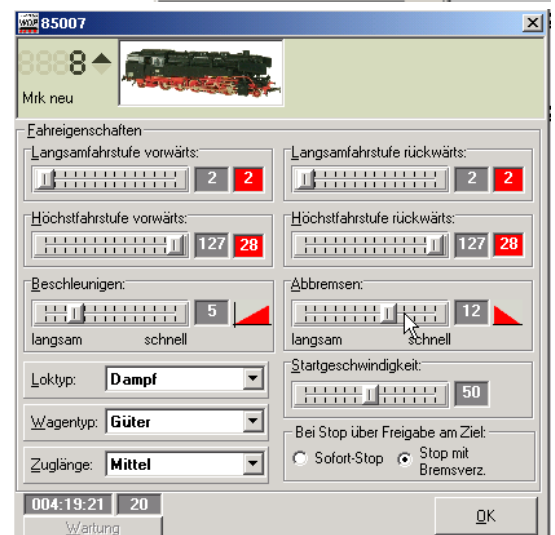 WDP 85007
8
Mrk neu
Fahreigenschaften
Langsamfahrstufe vorwärts:
2 2
Langsamfahrstufe rückwärts:
2 2
Höchstfahrstufe vorwärts:
127 28
Höchstfahrstufe rückwärts:
127 28
Beschleunigen:
5
langsam schnell
Abbremsen:
12
langsam schnell
Startgeschwindigkeit:
50
Loktyp: Dampf
Wagentyp: Güter
Zuglänge: Mittel
Bei Stop über Freigabe am Ziel:
Sofort-Stop
Stop mit
Bremsverz.
004:19:21 20
Wartung
OK